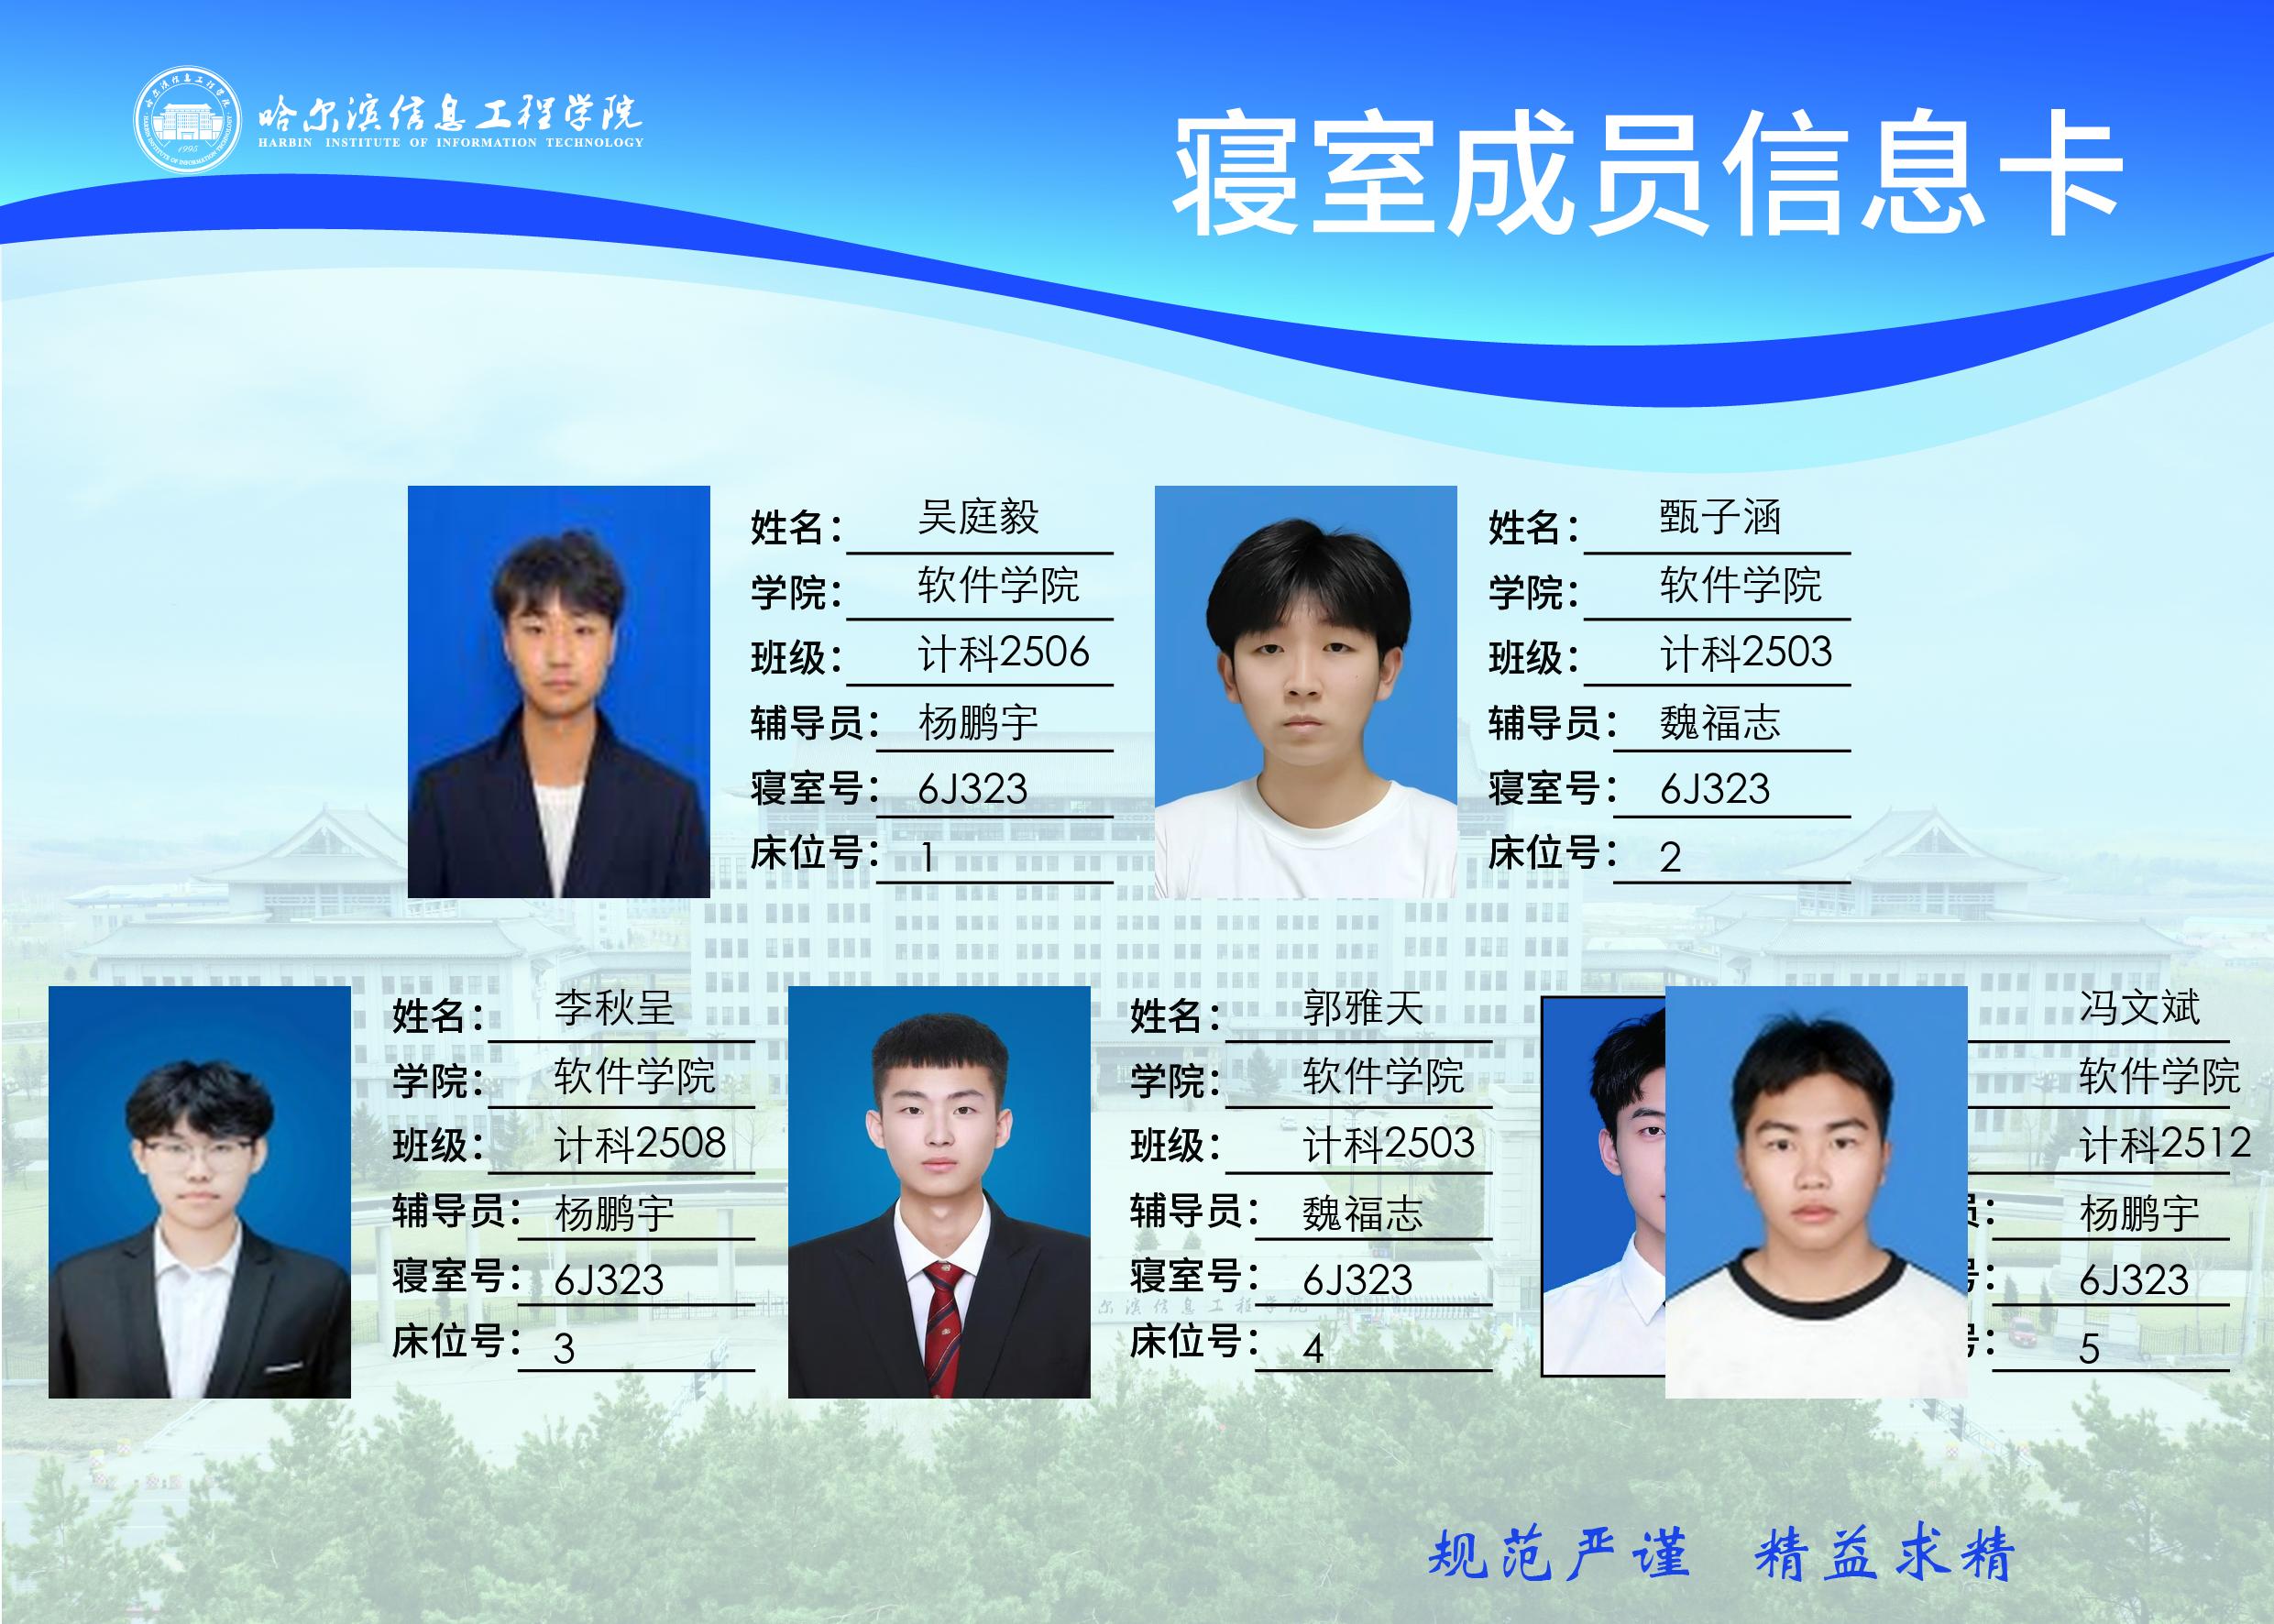 哈尔滨信息工程学院
HARBIN INSTITUTE OF INFORMATION TECHNOLOGY
1995
寝室成员信息卡
姓名： 吴庭毅
学院： 软件学院
班级： 计科2506
辅导员： 杨鹏宇
寝室号： 6J323
床位号： 1
姓名： 甄子涵
学院： 软件学院
班级： 计科2503
辅导员： 魏福志
寝室号： 6J323
床位号： 2
姓名： 李秋呈
学院： 软件学院
班级： 计科2508
辅导员： 杨鹏宇
寝室号： 6J323
床位号： 3
姓名： 郭雅天
学院： 软件学院
班级： 计科2503
辅导员： 魏福志
寝室号： 6J323
床位号： 4
冯文斌
软件学院
计科2512
员： 杨鹏宇
号： 6J323
号： 5
规范严谨 精益求精